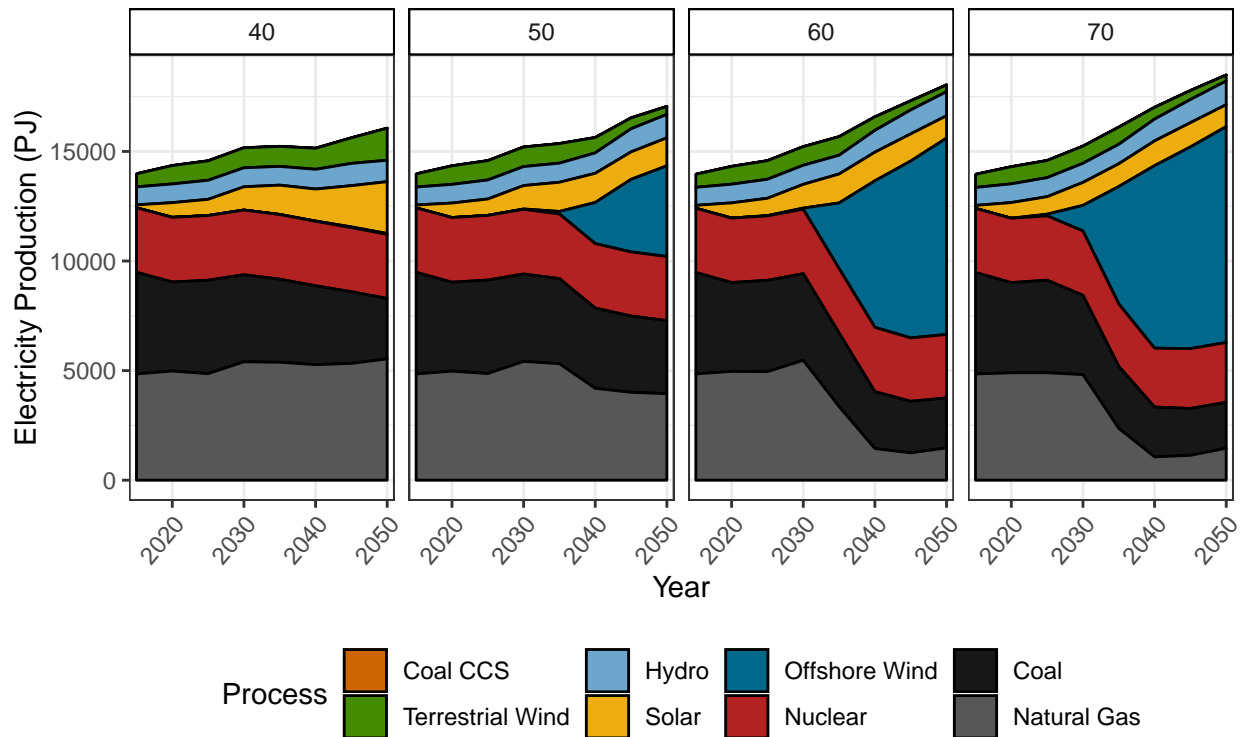 40 50 60 70
Electricity Production (PJ)
15000
10000
5000
0
2020 2030 2040 2050 2020 2030 2040 2050 2020 2030 2040 2050 2020 2030 2040 2050
Year
Process
Coal CCS Hydro Offshore Wind Coal
Terrestrial Wind Solar Nuclear Natural Gas